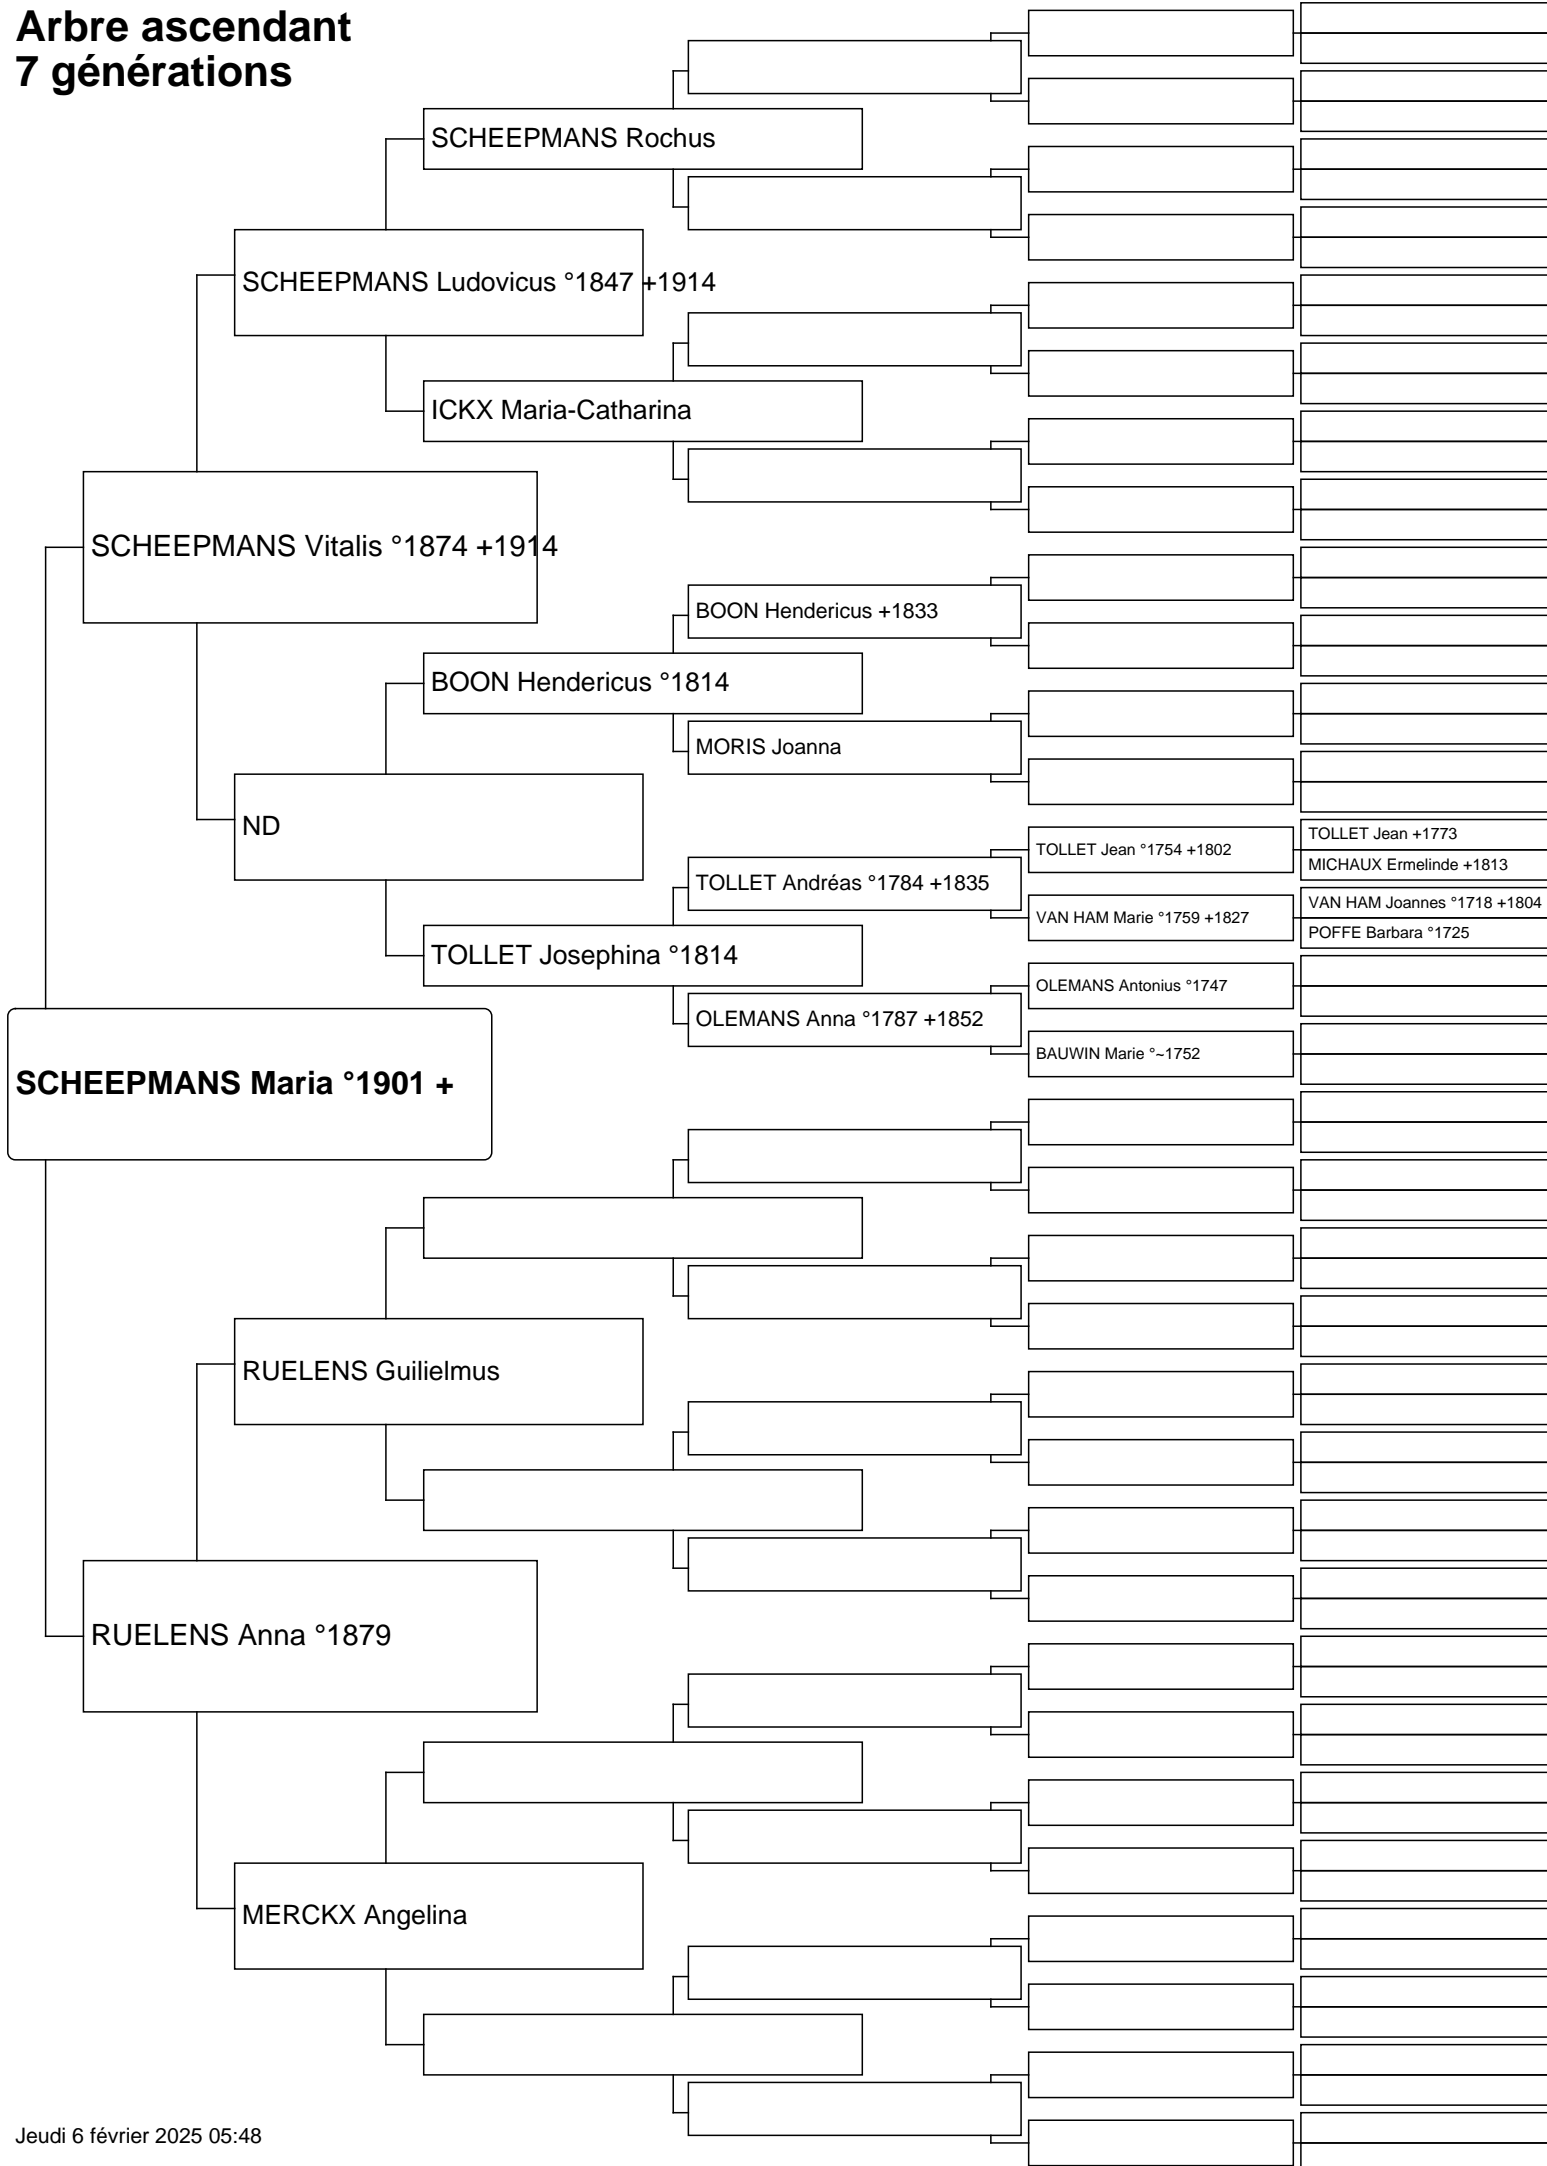 Arbre ascendant
7 générations
SCHEEPMANS Rochus
SCHEEPMANS Ludovicus °1847 +1914
ICKX Maria-Catharina
SCHEEPMANS Vitalis °1874 +1914
BOON Hendericus +1833
BOON Hendericus °1814
MORIS Joanna
ND
TOLLET Jean +1773
TOLLET Jean °1754 +1802
MICHAUX Ermelinde +1813
TOLLET Andréas °1784 +1835
VAN HAM Joannes °1718 +1804
VAN HAM Marie °1759 +1827
POFFE Barbara °1725
TOLLET Josephina °1814
OLEMANS Antonius °1747
OLEMANS Anna °1787 +1852
BAUWIN Marie °~1752
SCHEEPMANS Maria °1901 +
RUELENS Guilielmus
RUELENS Anna °1879
MERCKX Angelina
Jeudi 6 février 2025 05:48